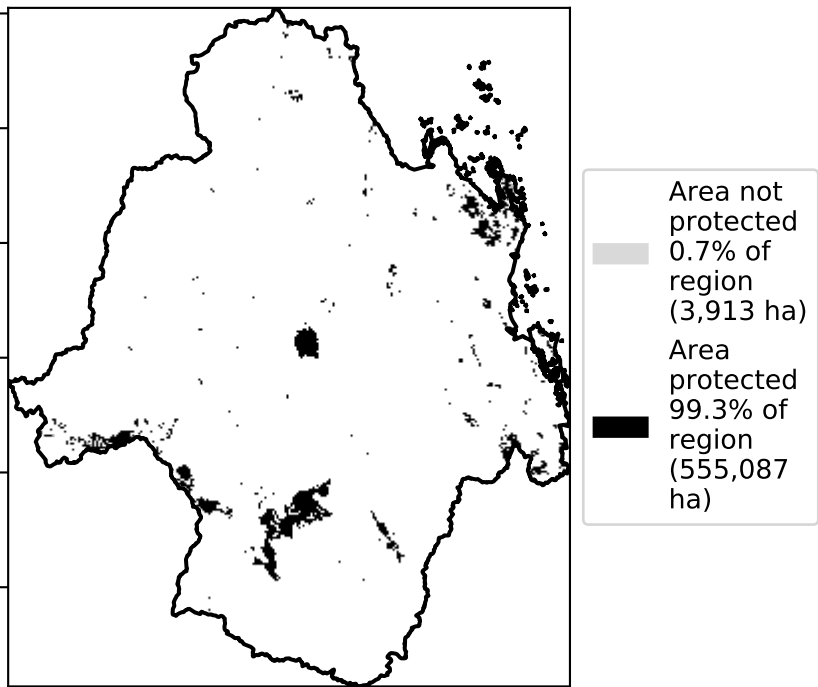 Area not
protected
0.7% of
region
(3,913 ha)
Area
protected
99.3% of
region
(555,087
ha)